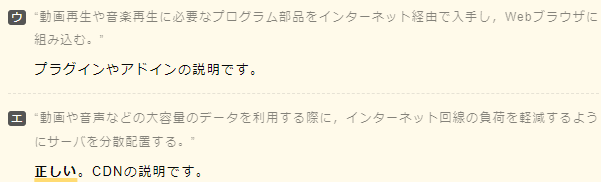 ウ “動画再生や音楽再生に必要なプログラム部品をインターネット経由で入手し，Webブラウザに
組み込む。”
プラグインやアドインの説明です。
エ “動画や音声などの大容量のデータを利用する際に，インターネット回線の負荷を軽減するよう
にサーバを分散配置する。”
正しい。CDNの説明です。